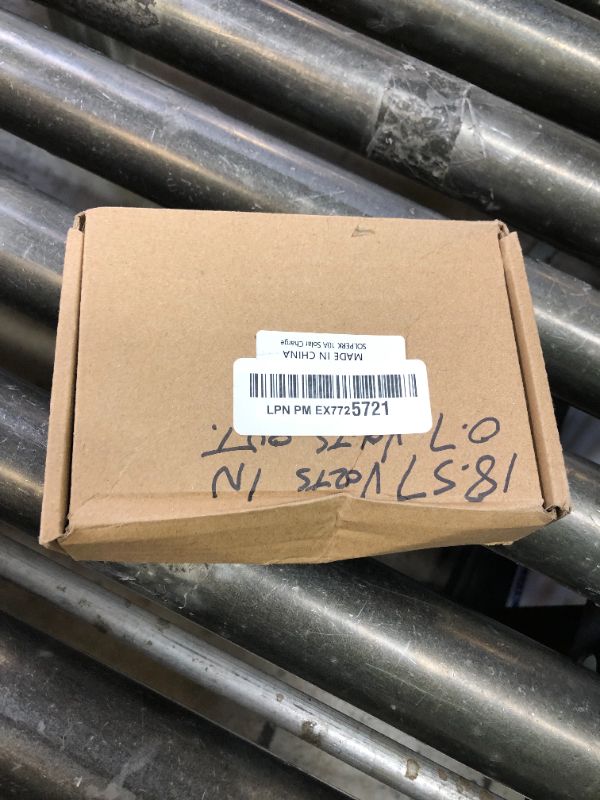 18.57 VOLTS IN
0.7 VOLTS OUT.
LPN PM EX7725721
MADE IN CHINA
SOLPERK 10A Solar Charge